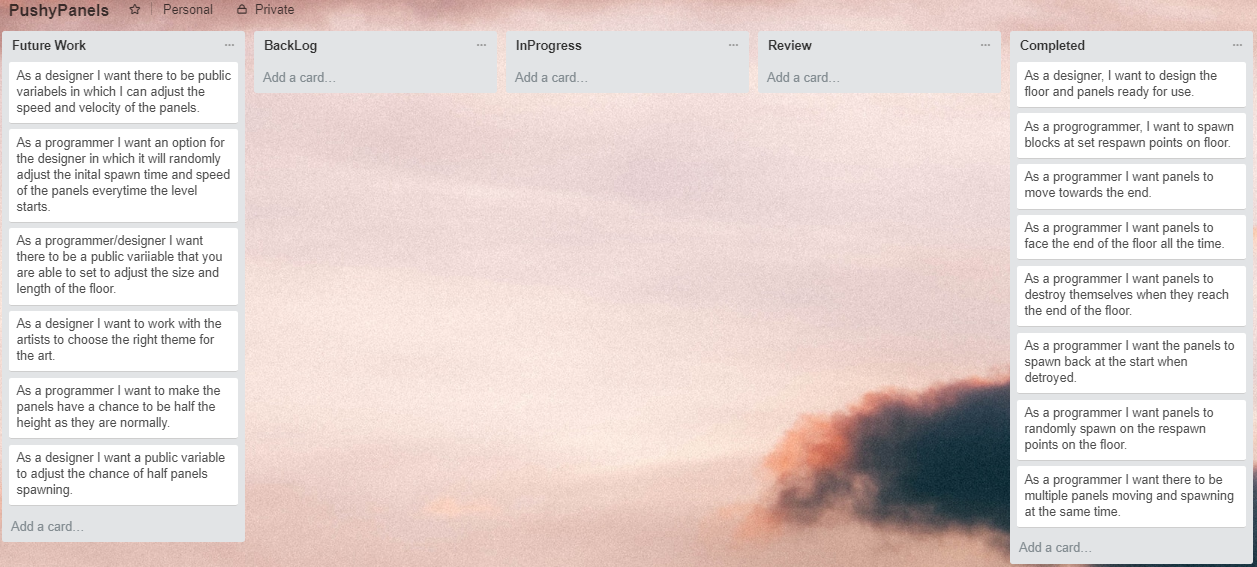 PushyPanels
Personal
Private
Future Work
As a designer I want there to be public
variabels in which I can adjust the
speed and velocity of the panels.
As a programmer I want an option for
the designer in which it will randomly
adjust the inital spawn time and speed
of the panels everytime the level
starts.
As a programmer/designer I want
there to be a public variiable that you
are able to set to adjust the size and
length of the floor.
As a designer I want to work with the
artists to choose the right theme for
the art.
As a programmer I want to make the
panels have a chance to be half the
height as they are normally.
As a designer I want a public variable
to adjust the chance of half panels
spawning.
Add a card...
BackLog
Add a card...
InProgress
Add a card...
Review
Add a card...
Completed
As a designer, I want to design the
floor and panels ready for use.
As a progrogrammer, I want to spawn
blocks at set respawn points on floor.
As a programmer I want panels to
move towards the end.
As a programmer I want panels to
face the end of the floor all the time.
As a programmer I want panels to
destroy themselves when they reach
the end of the floor.
As a programmer I want the panels to
spawn back at the start when
detroyed.
As a programmer I want panels to
randomly spawn on the respawn
points on the floor.
As a programmer I want there to be
multiple panels moving and spawning
at the same time.
Add a card...